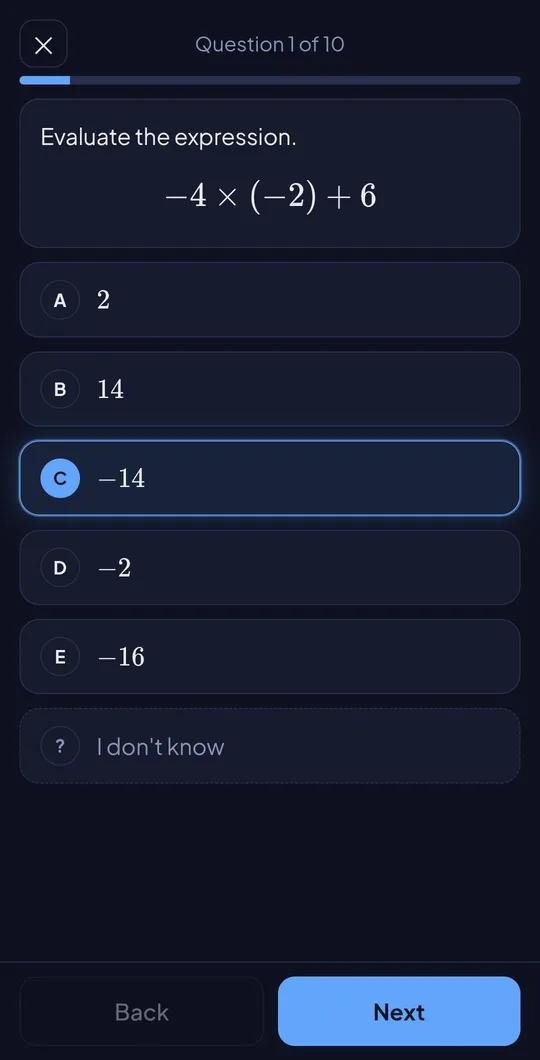 Question 1 of 10
Evaluate the expression.
−4 × (−2) + 6
A 2
B 14
C −14
D −2
E −16
? I don't know
Back Next